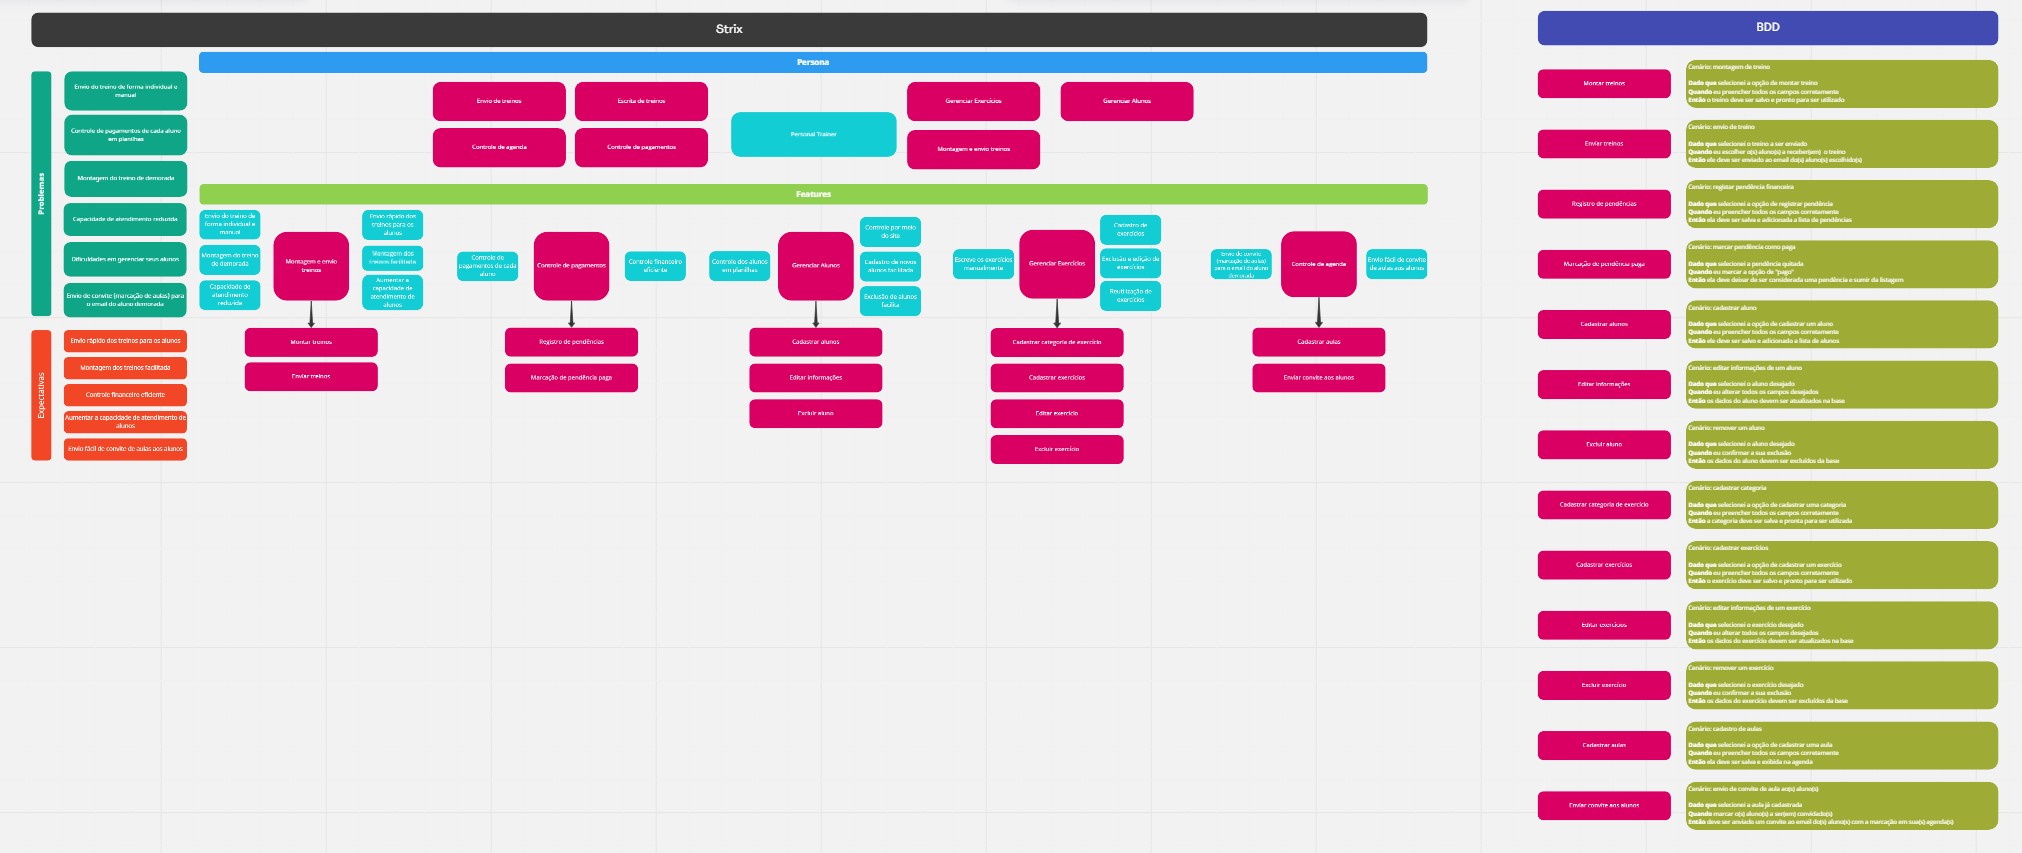 Strix
Persona
Problemas
Envio do treino de forma individual e
manual
Controle de pagamentos de cada aluno
em planilhas
Montagem do treino de demorada
Capacidade de atendimento reduzida
Dificuldades em gerenciar seus alunos
Envio de convite (marcação de aulas) para
o email do aluno demorada
Expectativas
Envio rápido dos treinos para os alunos
Montagem dos treinos facilitada
Controle financeiro eficiente
Aumentar a capacidade de atendimento de
alunos
Envio fácil de convite de aulas aos alunos
Envio de treinos
Escrita de treinos
Controle de agenda
Controle de pagamentos
Personal Trainer
Gerenciar Exercícios
Gerenciar Alunos
Montagem e envio treinos
Features
Envio do treino de
forma individual e
manual
Montagem do treino
de demorada
Capacidade de
atendimento
reduzida
Montagem e envio
treinos
Envio rápido dos
treinos para os
alunos
Montagem dos
treinos facilitada
Aumentar a
capacidade de
atendimento de
alunos
Montar treinos
Enviar treinos
Controle de
pagamentos de cada
aluno
Controle de pagamentos
Controle financeiro
eficiente
Registro de pendências
Marcação de pendência paga
Controle dos alunos
em planilhas
Gerenciar Alunos
Controle por meio
do site
Cadastro de novos
alunos facilitado
Exclusão de alunos
facilita
Cadastrar alunos
Editar informações
Excluir aluno
Escreve os exercícios
manualmente
Gerenciar Exercícios
Cadastro de
exercícios
Exclusão e edição de
exercícios
Reutilização de
exercícios
Cadastrar categoria de exercício
Cadastrar exercícios
Editar exercício
Excluir exercício
Envio de convite
(marcação de aulas)
para o email do aluno
demorada
Controle de agenda
Envio fácil de convite
de aulas aos alunos
Cadastrar aulas
Enviar convite aos alunos
BDD
Montar treinos
Cenário: montagem de treino
Dado que selecionei a opção de montar treino
Quando eu preencher todos os campos corretamente
Então o treino deve ser salvo e pronto para ser utilizado
Enviar treinos
Cenário: envio de treino
Dado que selecionei o treino a ser enviado
Quando eu escolher o(s) aluno(s) a receber(em) o treino
Então ele deve ser enviado ao email do(s) aluno(s) escolhido(s)
Registro de pendências
Cenário: registar pendência financeira
Dado que selecionei a opção de registrar pendência
Quando eu preencher todos os campos corretamente
Então ela deve ser salva e adicionada a lista de pendências
Marcação de pendência paga
Cenário: marcar pendência como paga
Dado que selecionei a pendência quitada
Quando eu marcar a opção de "pago"
Então ela deve deixar de ser considerada uma pendência e sumir da listagem
Cadastrar alunos
Cenário: cadastrar aluno
Dado que selecionei a opção de cadastrar um aluno
Quando eu preencher todos os campos corretamente
Então ele deve ser salvo e adicionado a lista de alunos
Editar informações
Cenário: editar informações de um aluno
Dado que selecionei o aluno desejado
Quando eu alterar todos os campos desejados
Então os dados do aluno devem ser atualizados na base
Excluir aluno
Cenário: remover um aluno
Dado que selecionei o aluno desejado
Quando eu confirmar a sua exclusão
Então os dados do aluno devem ser excluídos da base
Cadastrar categoria de exercício
Cenário: cadastrar categoria
Dado que selecionei a opção de cadastrar uma categoria
Quando eu preencher todos os campos corretamente
Então a categoria deve ser salva e pronta para ser utilizada
Cadastrar exercícios
Cenário: cadastrar exercícios
Dado que selecionei a opção de cadastrar um exercício
Quando eu preencher todos os campos corretamente
Então o exercício deve ser salvo e pronto para ser utilizado
Editar exercícios
Cenário: editar informações de um exercício
Dado que selecionei o exercício desejado
Quando eu alterar todos os campos desejados
Então os dados do exercício devem ser atualizados na base
Excluir exercício
Cenário: remover um exercício
Dado que selecionei o exercício desejado
Quando eu confirmar a sua exclusão
Então os dados do exercício devem ser excluídos da base
Cadastrar aulas
Cenário: cadastro de aulas
Dado que selecionei a opção de cadastrar uma aula
Quando eu preencher todos os campos corretamente
Então ela deve ser salva e exibida na agenda
Enviar convite aos alunos
Cenário: envio de convite de aula ao(s) aluno(s)
Dado que selecionei a aula já cadastrada
Quando marcar o(s) aluno(s) a ser(em) convidado(s)
Então deve ser enviado um convite ao email do(s) aluno(s) com a marcação em sua(s) agenda(s)